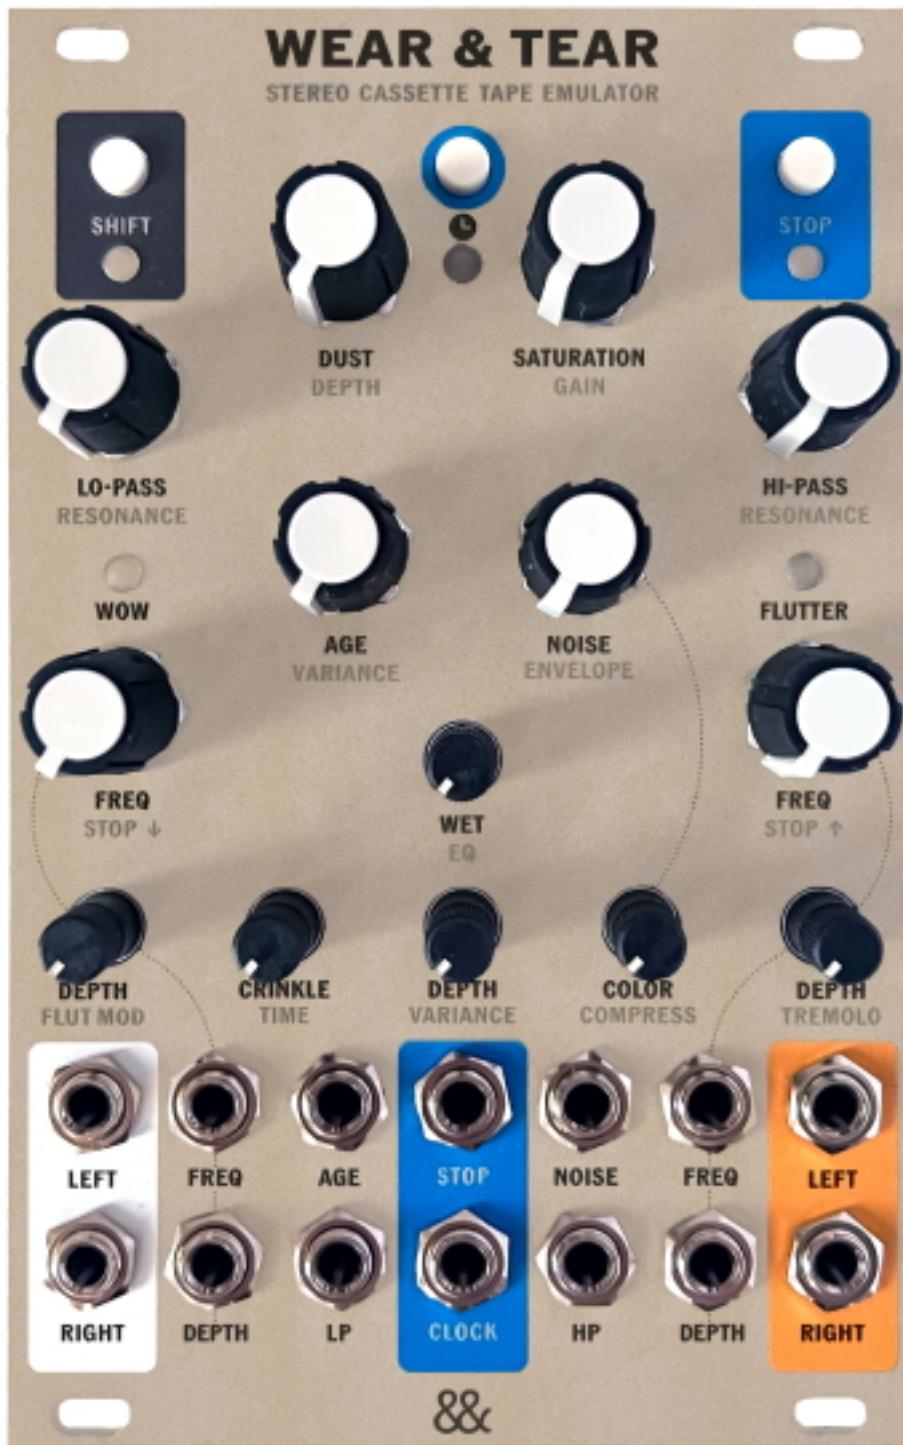 WEAR & TEAR
STEREO CASSETTE TAPE EMULATOR
SHIFT
STOP
DUST
DEPTH
SATURATION
GAIN
LO-PASS
RESONANCE
HI-PASS
RESONANCE
WOW
FLUTTER
AGE
VARIANCE
NOISE
ENVELOPE
FREQ
STOP ↓
WET
EQ
FREQ
STOP ↑
DEPTH
FLUT MOD
CRINKLE
TIME
DEPTH
VARIANCE
COLOR
COMPRESS
DEPTH
TREMOLO
LEFT
FREQ
AGE
STOP
NOISE
FREQ
LEFT
RIGHT
DEPTH
LP
CLOCK
HP
DEPTH
RIGHT
&&